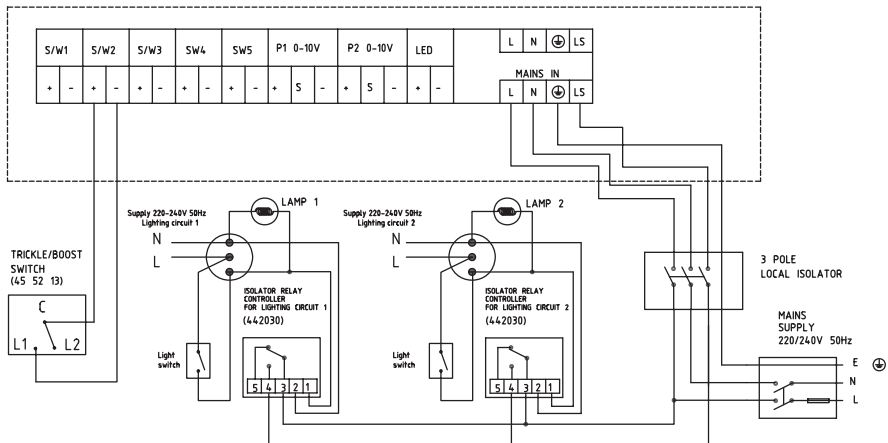 S/W1 S/W2 S/W3 SW4 SW5 P1 0-10V P2 0-10V LED L N LS
MAINS IN
+ - + - + - + - + - + S - + S - + - L N LS
LAMP 1
LAMP 2
Supply 220-240V 50Hz
Lighting circuit 1
N
L
Supply 220-240V 50Hz
Lighting circuit 2
N
L
TRICKLE/BOOST
SWITCH
(45 52 13)
C
L1 L2
3 POLE
LOCAL ISOLATOR
ISOLATOR RELAY
CONTROLLER
FOR LIGHTING CIRCUIT 1
(442030)
ISOLATOR RELAY
CONTROLLER
FOR LIGHTING CIRCUIT 2
(442030)
Light
switch
Light
switch
5 4 3 2 1
5 4 3 2 1
MAINS
SUPPLY
220/240V 50Hz
E
N
L